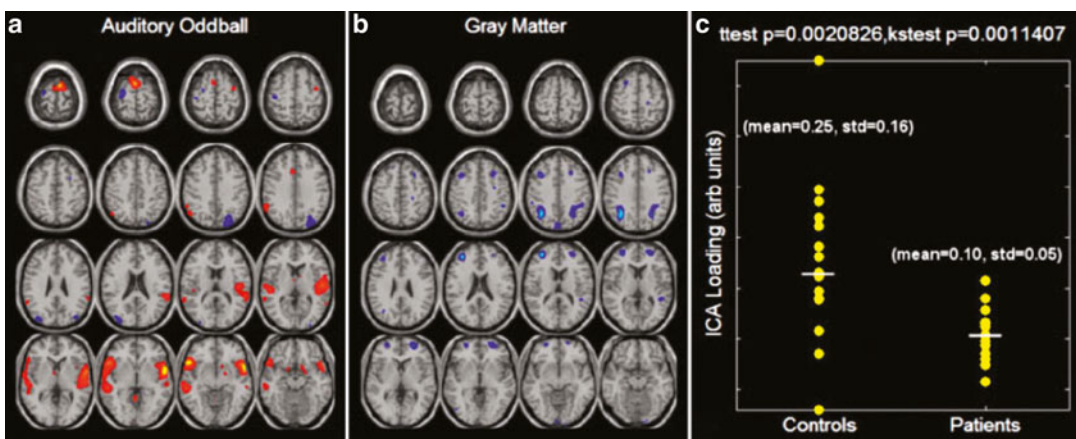 a
Auditory Oddball
b
Gray Matter
c
ttest p=0.0020826,kstest p=0.0011407
(mean=0.25, std=0.16)
(mean=0.10, std=0.05)
ICA Loading (arb units)
Controls
Patients